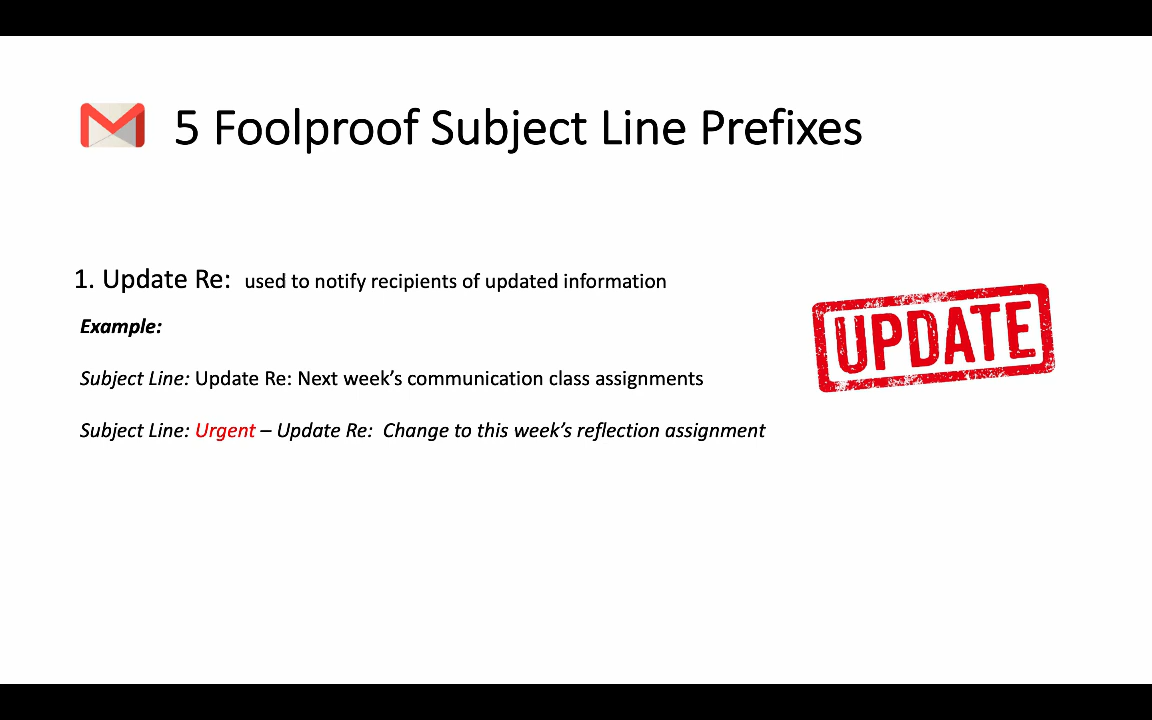 5 Foolproof Subject Line Prefixes
1. Update Re: used to notify recipients of updated information
Example:
UPDATE
Subject Line: Update Re: Next week’s communication class assignments
Subject Line: Urgent – Update Re: Change to this week’s reflection assignment